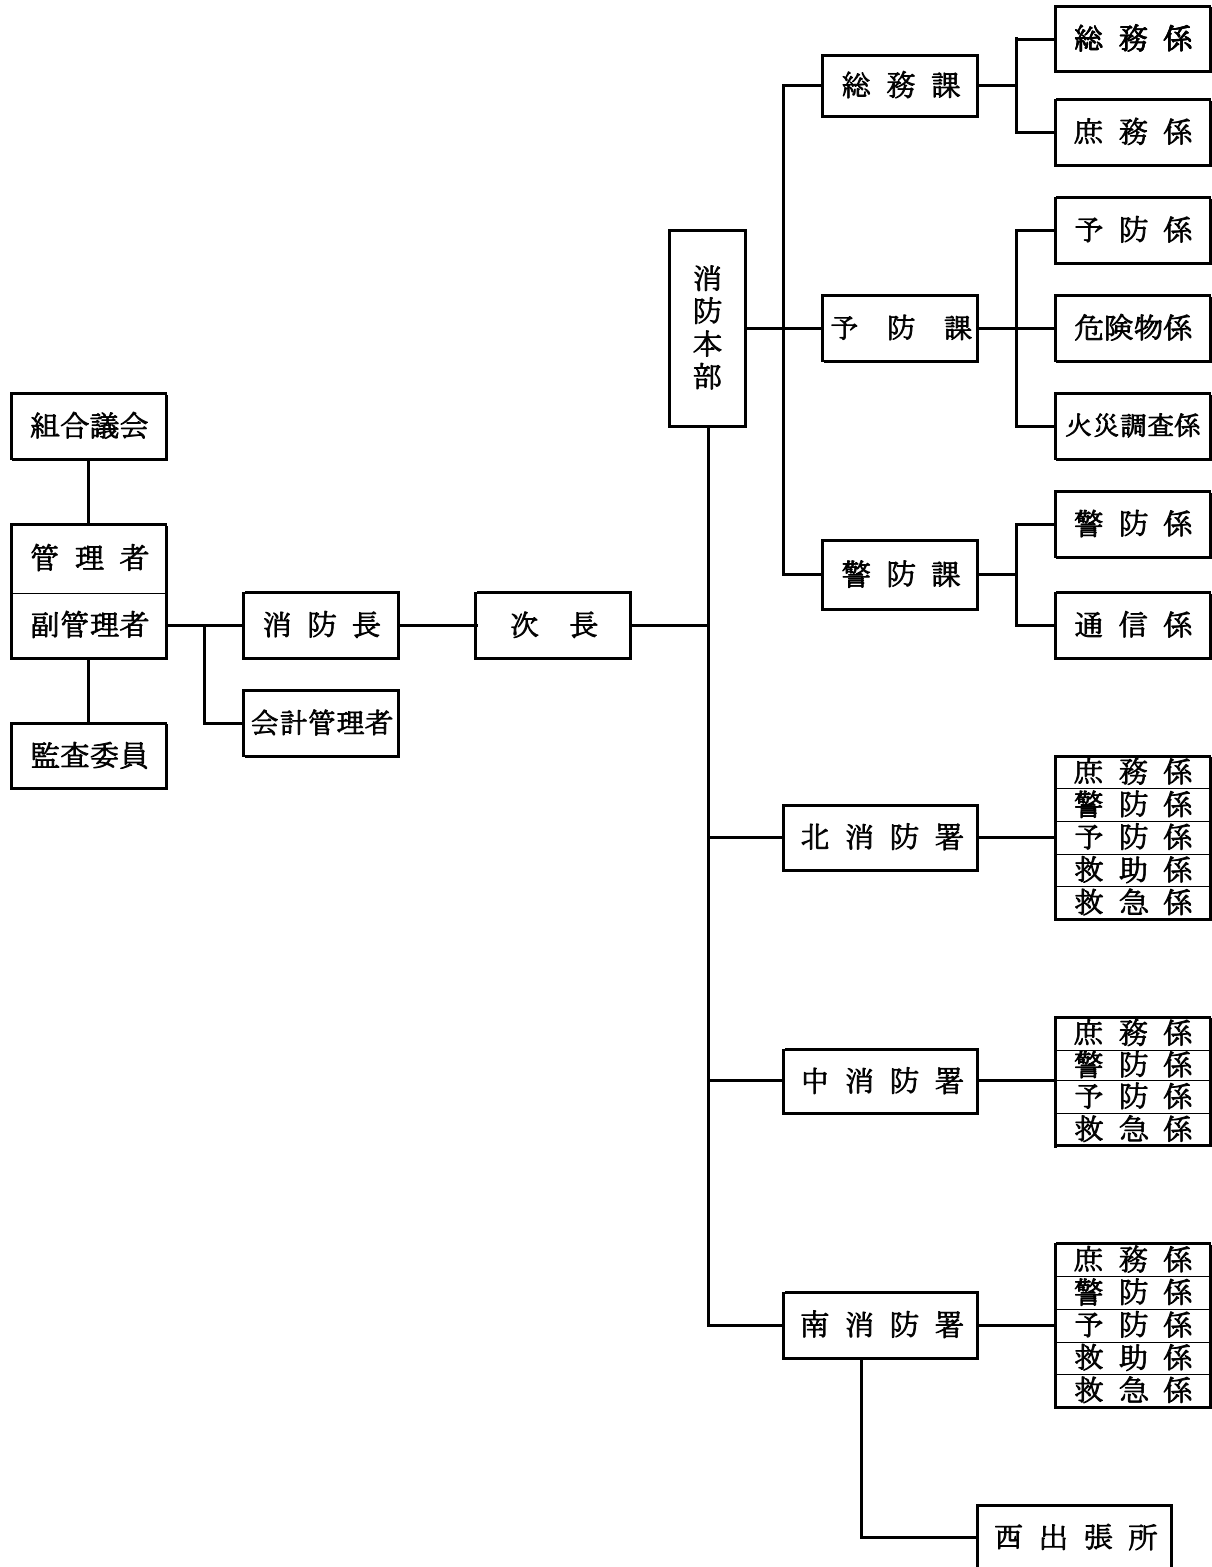 組合議会
管理者
副管理者
監査委員
消防長
会計管理者
次長
消防本部
総務課
総務係
庶務係
予防課
予防係
危険物係
火災調査係
警防課
警防係
通信係
北消防署
庶務係
警防係
予防係
救助係
救急係
中消防署
庶務係
警防係
予防係
救急係
南消防署
庶務係
警防係
予防係
救助係
救急係
西出張所